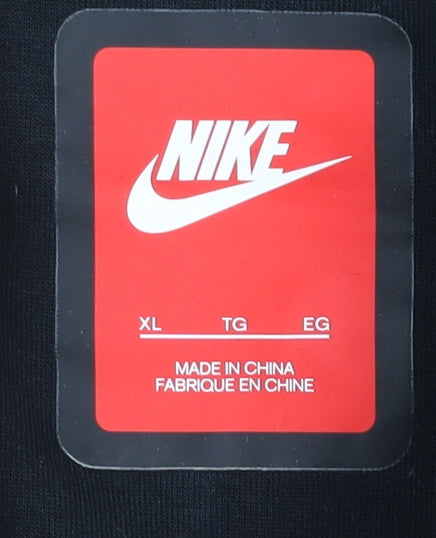 NIKE
XL TG EG
MADE IN CHINA
FABRIQUE EN CHINE